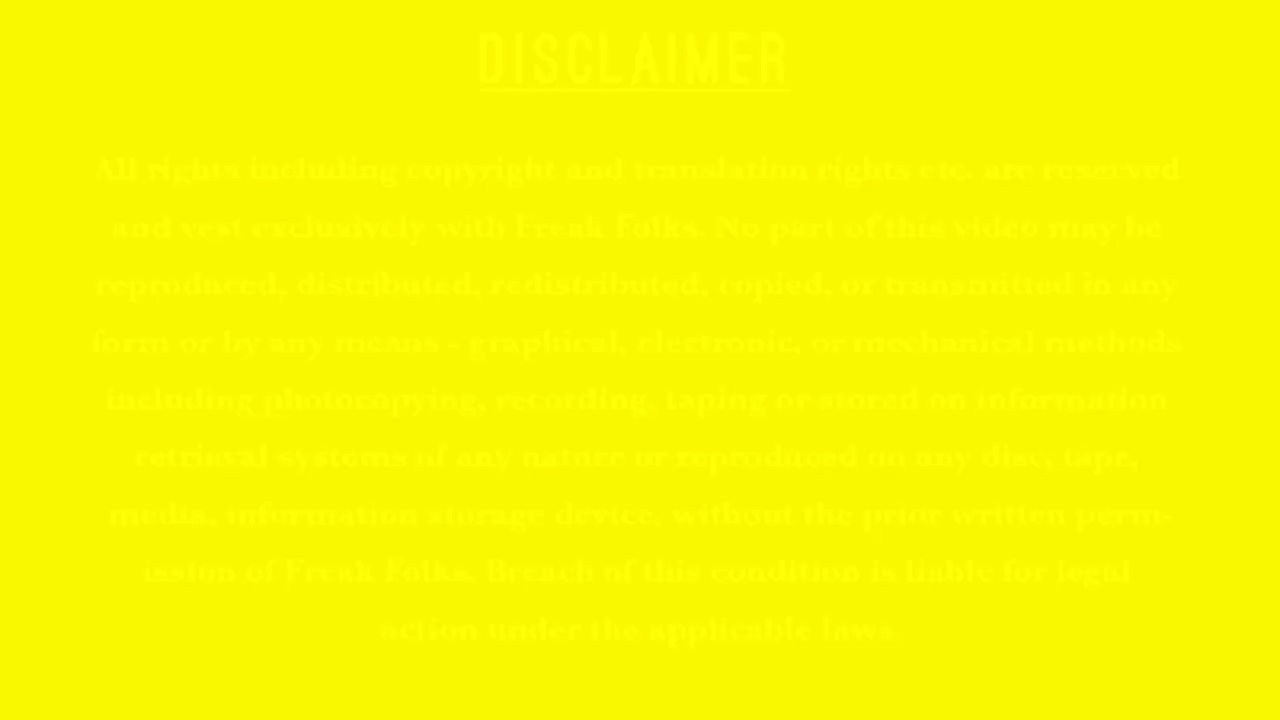 DISCLAIMER
All rights including copyright and translation rights etc. are reserved
and vest exclusively with Freak Folks. No part of this video may be
reproduced, distributed, redistributed, copied, or transmitted in any
form or by any means - graphical, electronic, or mechanical methods
including photocopying, recording, taping or stored on information
retrieval systems of any nature or reproduced on any disc, tape,
media, information storage device, without the prior written perm-
ission of Freak Folks. Breach of this condition is liable for legal
action under the applicable laws.